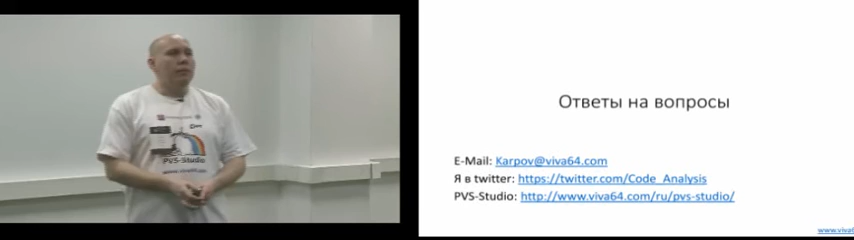 PVS-Studio
Ответы на вопросы
E-Mail: Karpov@viva64.com
Я в twitter: https://twitter.com/Code_Analysis
PVS-Studio: http://www.viva64.com/ru/pvs-studio/